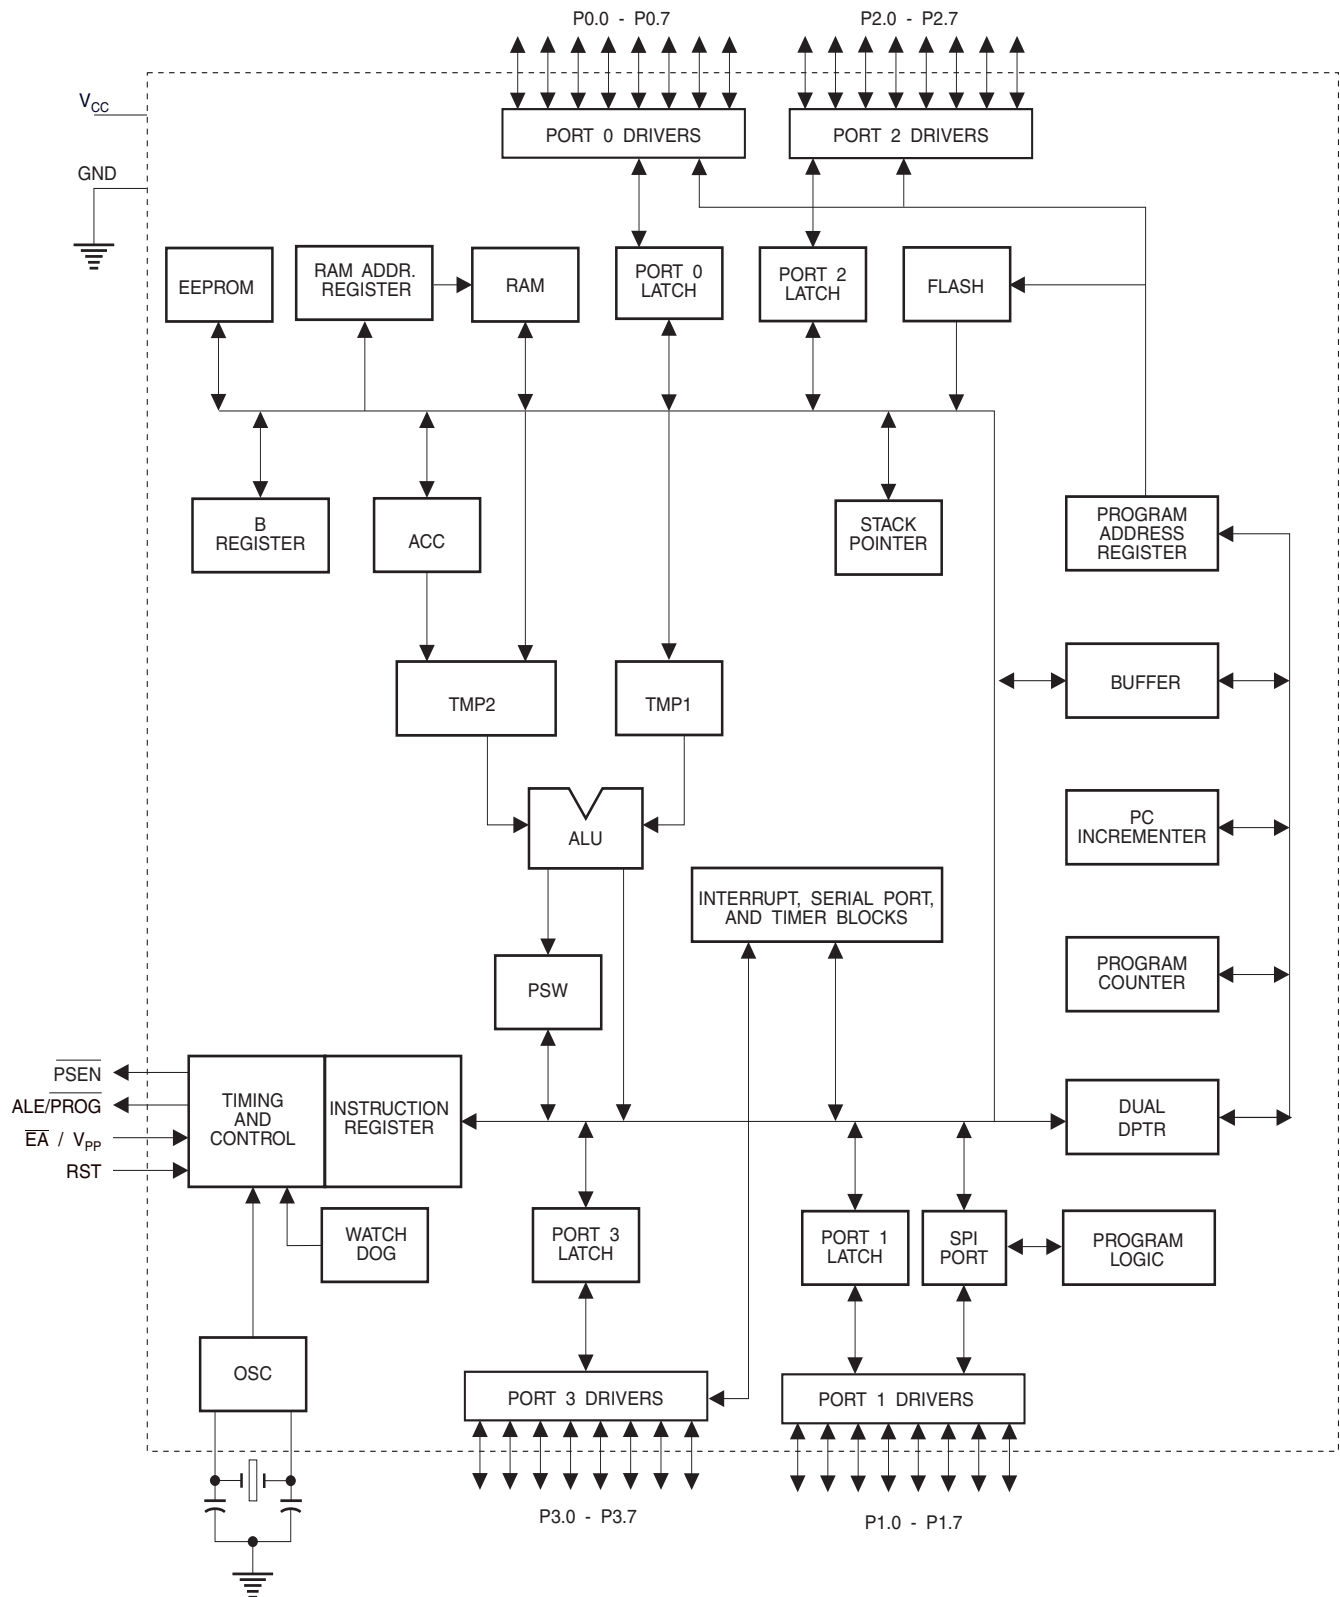 P0.0 - P0.7
P2.0 - P2.7
VCC
PORT 0 DRIVERS
PORT 2 DRIVERS
GND
EEPROM
RAM ADDR.
REGISTER
RAM
PORT 0
LATCH
PORT 2
LATCH
FLASH
B
REGISTER
ACC
STACK
POINTER
PROGRAM
ADDRESS
REGISTER
TMP2
TMP1
BUFFER
ALU
PC
INCREMENTER
INTERRUPT, SERIAL PORT,
AND TIMER BLOCKS
PSW
PROGRAM
COUNTER
PSEN
ALE/PROG
EA / VPP
RST
TIMING
AND
CONTROL
INSTRUCTION
REGISTER
DUAL
DPTR
WATCH
DOG
PORT 3
LATCH
PORT 1
LATCH
SPI
PORT
PROGRAM
LOGIC
OSC
PORT 3 DRIVERS
PORT 1 DRIVERS
P3.0 - P3.7
P1.0 - P1.7